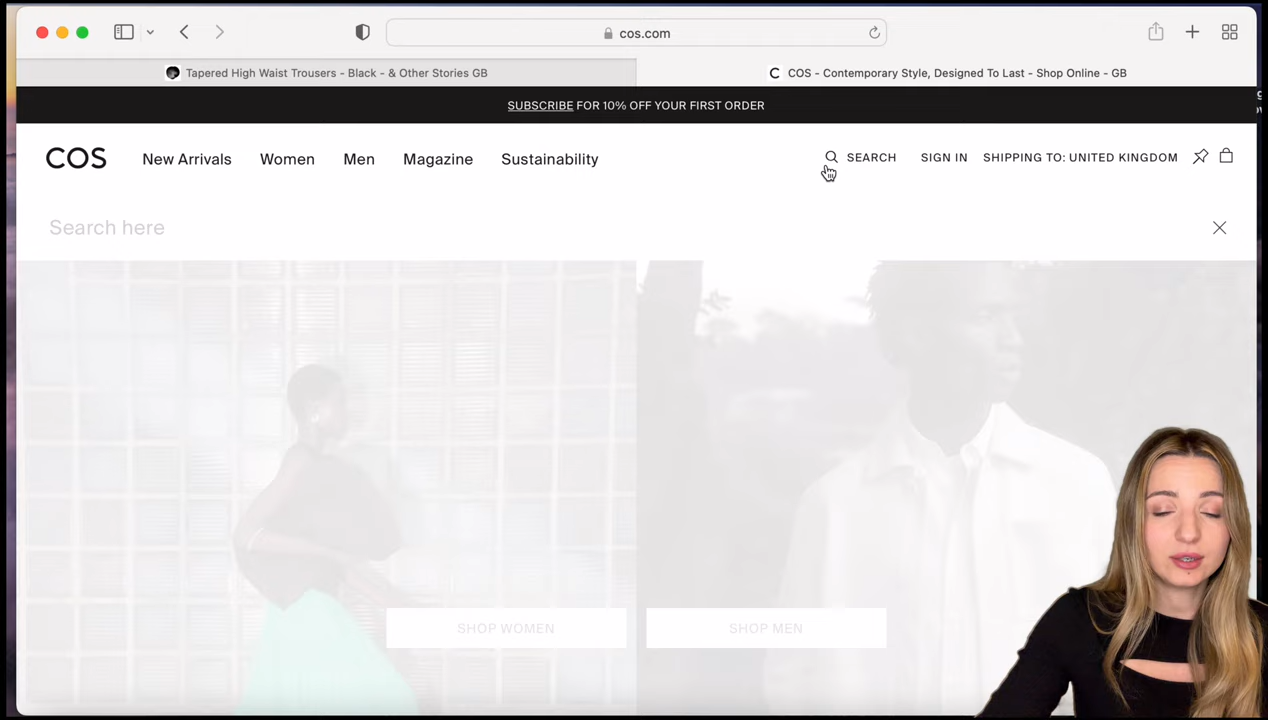 cos.com
Tapered High Waist Trousers - Black - & Other Stories GB
COS - Contemporary Style, Designed To Last - Shop Online - GB
SUBSCRIBE FOR 10% OFF YOUR FIRST ORDER
COS New Arrivals Women Men Magazine Sustainability SEARCH SIGN IN SHIPPING TO: UNITED KINGDOM
Search here
SHOP WOMEN SHOP MEN